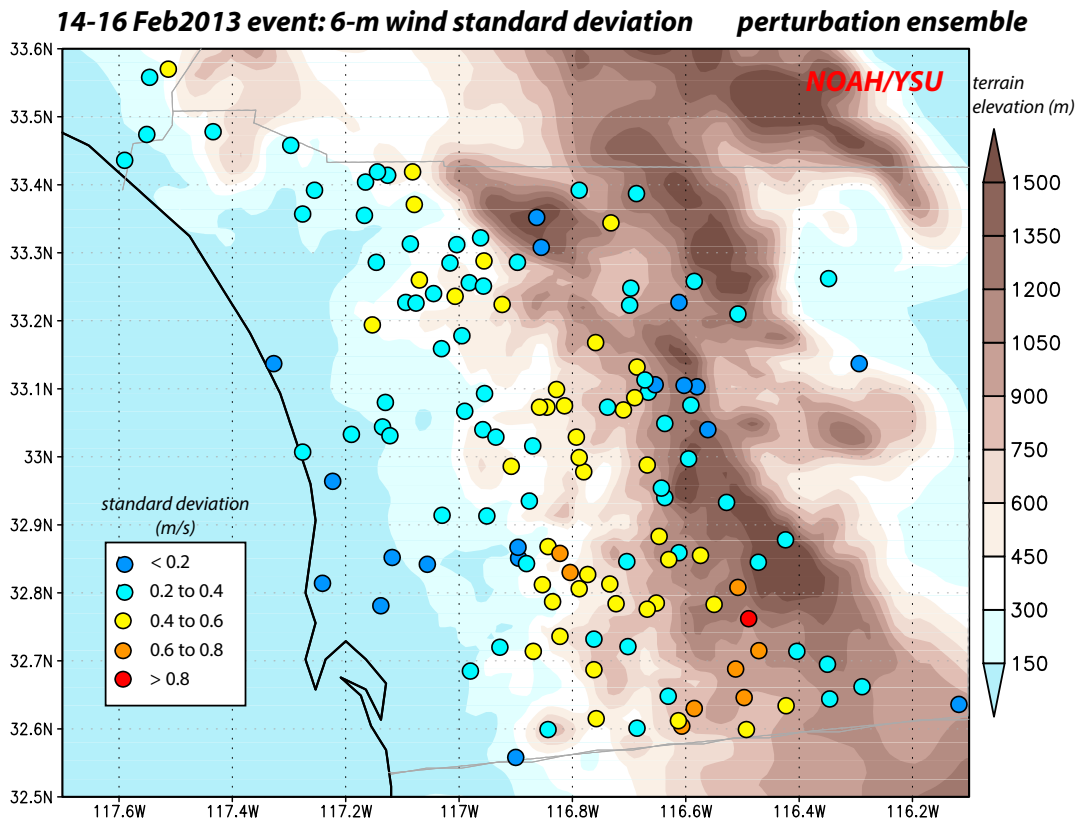 14-16 Feb2013 event: 6-m wind standard deviation perturbation ensemble
NOAH/YSU
terrain
elevation (m)
33.6N
33.5N
33.4N
33.3N
33.2N
33.1N
33N
32.9N
32.8N
32.7N
32.6N
32.5N
1500
1350
1200
1050
900
750
600
450
300
150
standard deviation
(m/s)
< 0.2
0.2 to 0.4
0.4 to 0.6
0.6 to 0.8
> 0.8
117.6W 117.4W 117.2W 117W 116.8W 116.6W 116.4W 116.2W